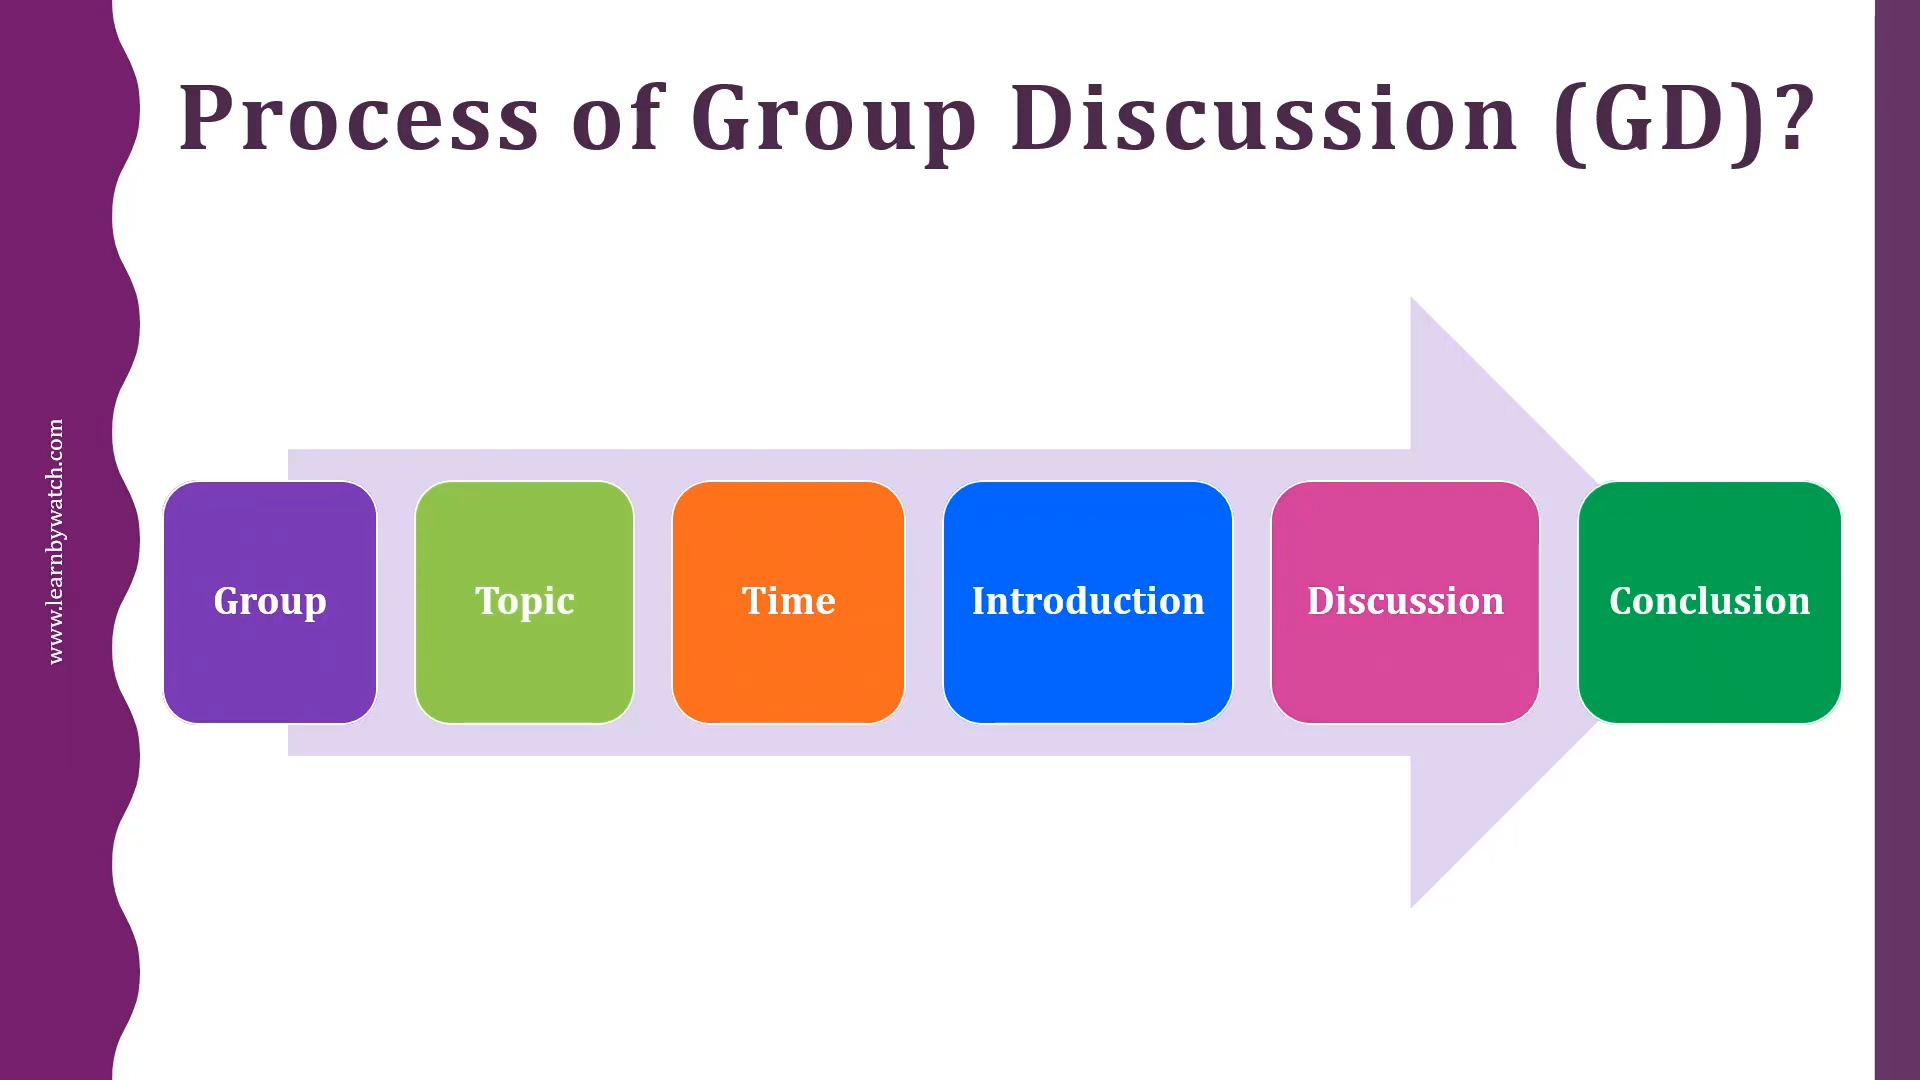 Process of Group Discussion (GD)?
www.learnbywatch.com
Group
Topic
Time
Introduction
Discussion
Conclusion